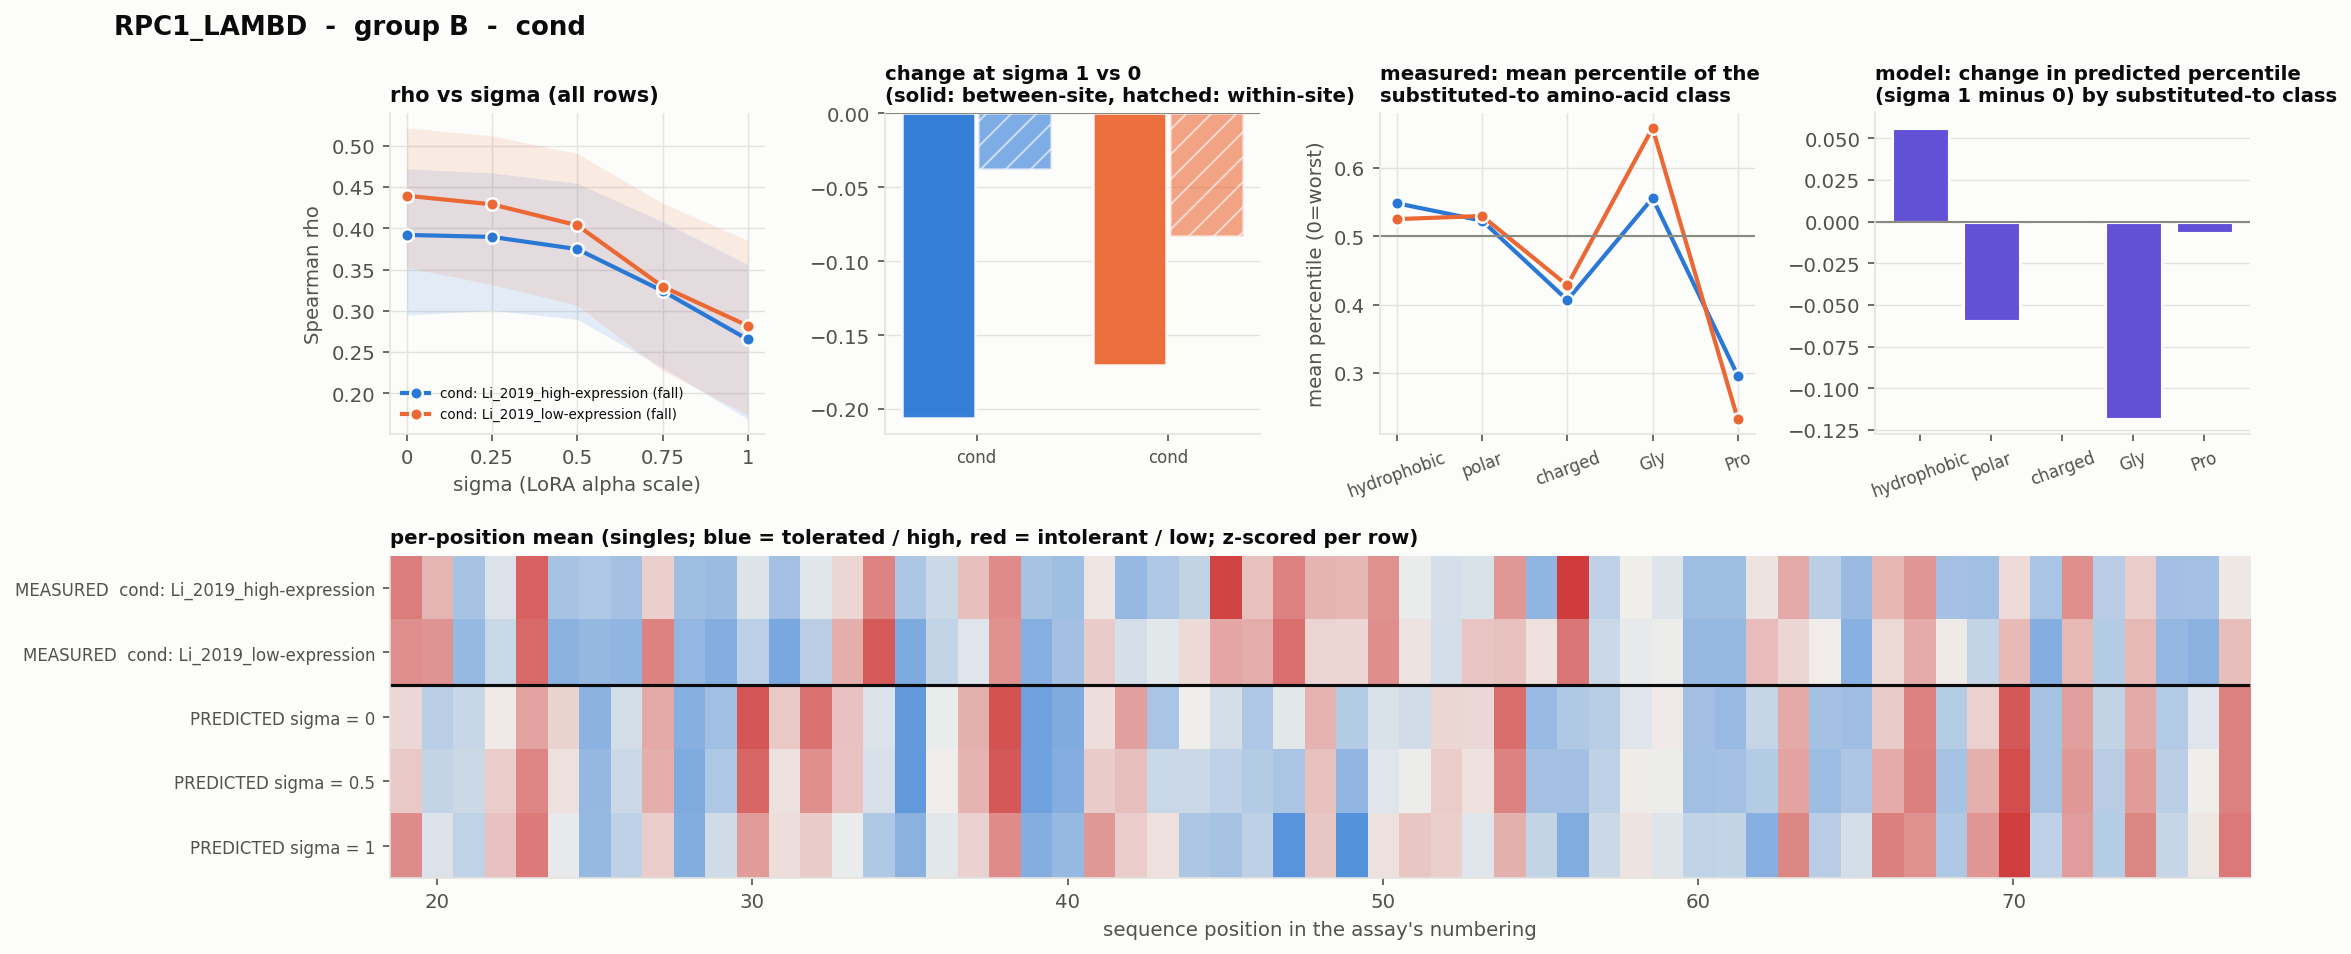 RPC1_LAMBD  -  group B  -  cond
rho vs sigma (all rows)
Spearman rho
0.50
0.45
0.40
0.35
0.30
0.25
0.20
cond: Li_2019_high-expression (fall)
cond: Li_2019_low-expression (fall)
0 0.25 0.5 0.75 1
sigma (LoRA alpha scale)
change at sigma 1 vs 0
(solid: between-site, hatched: within-site)
0.00
−0.05
−0.10
−0.15
−0.20
cond cond
measured: mean percentile of the
substituted-to amino-acid class
mean percentile (0=worst)
0.6
0.5
0.4
0.3
hydrophobic polar charged Gly Pro
model: change in predicted percentile
(sigma 1 minus 0) by substituted-to class
0.050
0.025
0.000
−0.025
−0.050
−0.075
−0.100
−0.125
hydrophobic polar charged Gly Pro
per-position mean (singles; blue = tolerated / high, red = intolerant / low; z-scored per row)
MEASURED  cond: Li_2019_high-expression
MEASURED  cond: Li_2019_low-expression
PREDICTED sigma = 0
PREDICTED sigma = 0.5
PREDICTED sigma = 1
20 30 40 50 60 70
sequence position in the assay's numbering